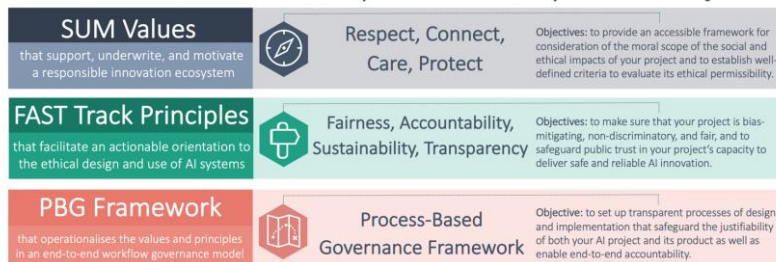 SUM Values
that support, underwrite, and motivate
a responsible innovation ecosystem
Respect, Connect,
Care, Protect
Objectives: to provide an accessible framework for
consideration of the moral scope of the social and
ethical impacts of your project and to establish well-
defined criteria to evaluate its ethical permissibility.
FAST Track Principles
that facilitate an actionable orientation to
the ethical design and use of AI systems
Fairness, Accountability,
Sustainability, Transparency
Objectives: to make sure that your project is bias-
mitigating, non-discriminatory, and fair, and to
safeguard public trust in your project's capacity to
deliver safe and reliable AI innovation.
PBG Framework
that operationalises the values and principles
in an end-to-end workflow governance model
Process-Based
Governance Framework
Objective: to set up transparent processes of design
and implementation that safeguard the justifiability
of both your AI project and its product as well as
enable end-to-end accountability.